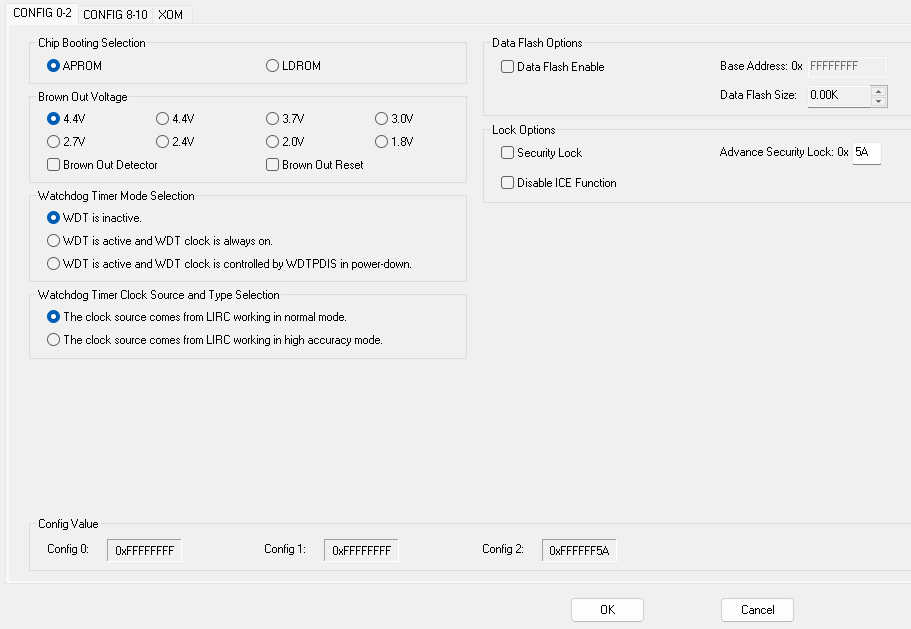 CONFIG 0-2 CONFIG 8-10 XOM
Chip Booting Selection
APROM LDROM
Brown Out Voltage
4.4V 4.4V 3.7V 3.0V
2.7V 2.4V 2.0V 1.8V
Brown Out Detector Brown Out Reset
Watchdog Timer Mode Selection
WDT is inactive.
WDT is active and WDT clock is always on.
WDT is active and WDT clock is controlled by WDTPDIS in power-down.
Watchdog Timer Clock Source and Type Selection
The clock source comes from LIRC working in normal mode.
The clock source comes from LIRC working in high accuracy mode.
Data Flash Options
Data Flash Enable Base Address: 0x FFFFFFFF
Data Flash Size: 0.00K
Lock Options
Security Lock Advance Security Lock: 0x 5A
Disable ICE Function
Config Value
Config 0: 0xFFFFFFFF Config 1: 0xFFFFFFFF Config 2: 0xFFFFFF5A
OK Cancel